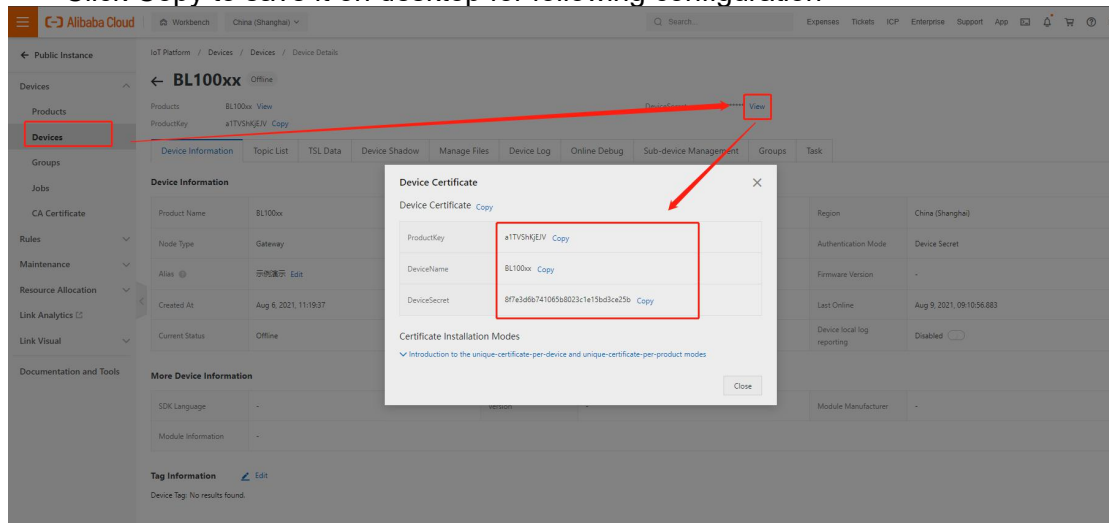 Click Copy to save it on desktop for following configuration
Alibaba Cloud
Workbench
China (Shanghai)
Search...
Expenses Tickets ICP Enterprise Support App
Public Instance
IoT Platform / Devices / Devices / Device Details
Devices
BL100xx Offline
Products BL100xx View
DeviceSecret ******* View
Products
ProductKey a1TVShKjEJV Copy
Devices
Device Information Topic List TSL Data Device Shadow Manage Files Device Log Online Debug Sub-device Management Groups Task
Groups
Device Information
Jobs
CA Certificate
Rules
Maintenance
Resource Allocation
Link Analytics
Link Visual
Documentation and Tools
Product Name BL100xx
Region China (Shanghai)
Node Type Gateway
Authentication Mode Device Secret
Alias 示例演示 Edit
Firmware Version -
Created At Aug 6, 2021, 11:19:37
Last Online Aug 9, 2021, 09:10:56.883
Current Status Offline
Device local log
reporting
Disabled
Device Certificate
Device Certificate Copy
ProductKey a1TVShKjEJV Copy
DeviceName BL100xx Copy
DeviceSecret 8f7e3d6b741065b8023c1e15bd3ce25b Copy
Certificate Installation Modes
Introduction to the unique-certificate-per-device and unique-certificate-per-product modes
Close
More Device Information
SDK Language -
Version -
Module Manufacturer -
Module Information -
Tag Information Edit
Device Tag: No results found.